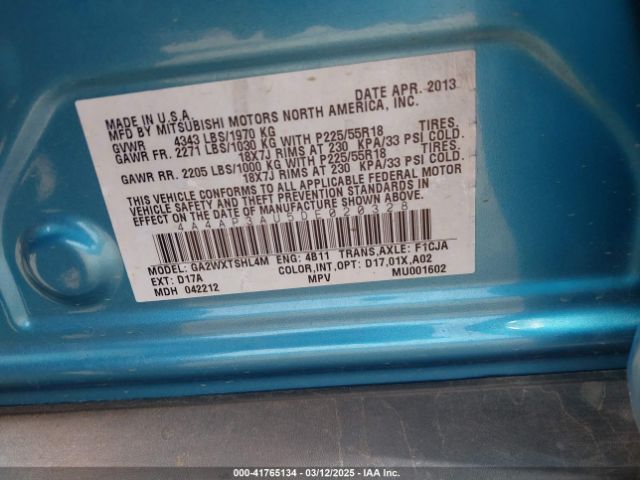 MADE IN U.S.A. DATE APR. 2013
MFD BY MITSUBISHI MOTORS NORTH AMERICA, INC.
GVWR 4343 LBS/1970 KG
GAWR FR. 2271 LBS/1030 KG WITH P225/55R18 TIRES,
18X7J RIMS AT 230 KPA/33 PSI COLD.
GAWR RR. 2205 LBS/1000 KG WITH P225/55R18 TIRES,
18X7J RIMS AT 230 KPA/33 PSI COLD.
THIS VEHICLE CONFORMS TO ALL APPLICABLE FEDERAL MOTOR
VEHICLE SAFETY AND THEFT PREVENTION STANDARDS IN
EFFECT ON THE DATE OF MANUFACTURE SHOWN ABOVE.
4A4AP3AU5DE020328
MODEL: GA2WXTSHL4M ENG: 4B11 TRANS,AXLE: F1CJA
EXT: D17A COLOR,INT,OPT: D17,01X,A02
MDH 042212 MPV MU001602
000-41765134 - 03/12/2025 - IAA Inc.